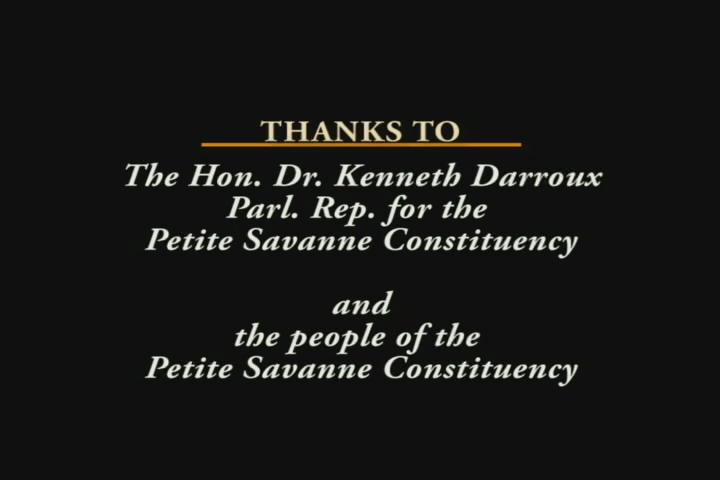 THANKS TO
The Hon. Dr. Kenneth Darroux
Parl. Rep. for the
Petite Savanne Constituency
and
the people of the
Petite Savanne Constituency